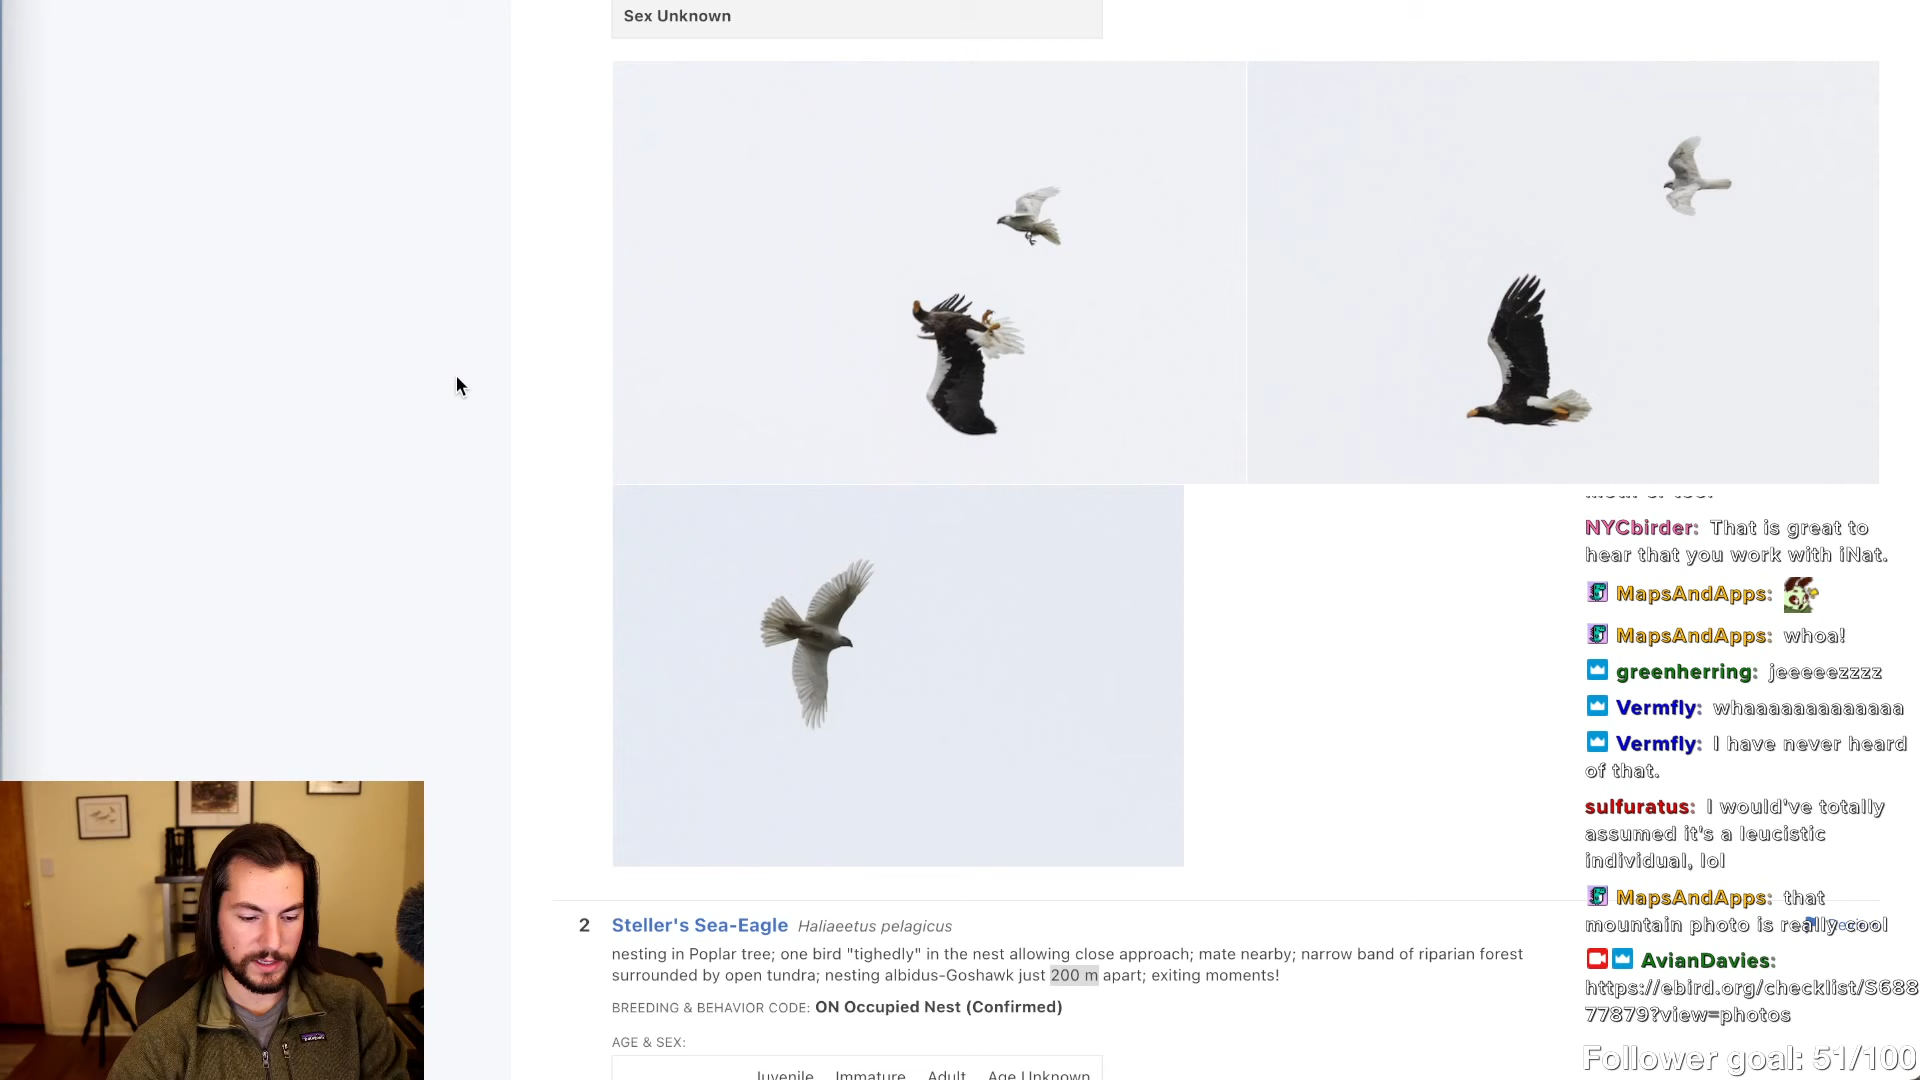 Sex Unknown
NYCbirder: That is great to
hear that you work with iNat.
MapsAndApps:
MapsAndApps: whoa!
greenherring: jeeeeezzzz
Vermfly: whaaaaaaaaaaaaa
Vermfly: I have never heard
of that.
sulfuratus: I would've totally
assumed it's a leucistic
individual, lol
MapsAndApps: that
mountain photo is really cool
AvianDavies:
https://ebird.org/checklist/S688
77879?view=photos
Follower goal: 51/100
2 Steller's Sea-Eagle Haliaeetus pelagicus
nesting in Poplar tree; one bird "tighedly" in the nest allowing close approach; mate nearby; narrow band of riparian forest
surrounded by open tundra; nesting albidus-Goshawk just 200 m apart; exiting moments!
BREEDING & BEHAVIOR CODE: ON Occupied Nest (Confirmed)
AGE & SEX:
Juvenile Immature Adult Age Unknown